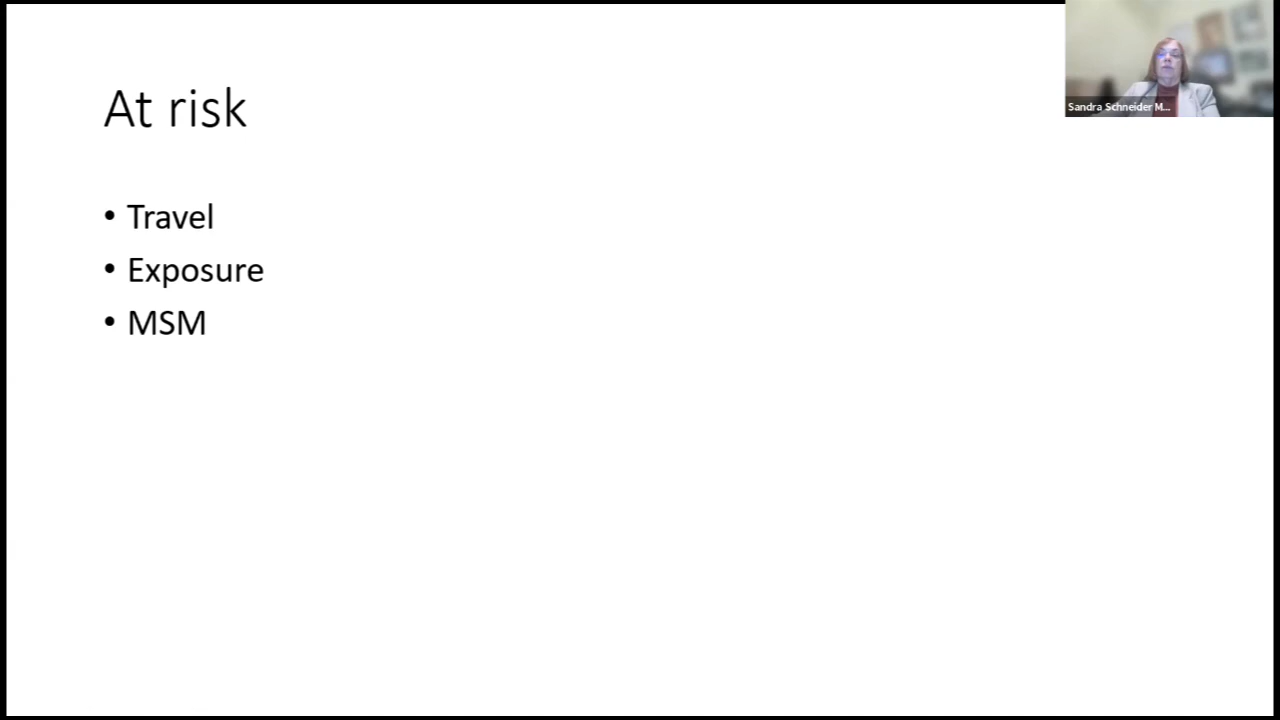 At risk
• Travel
• Exposure
• MSM
Sandra Schneider M...